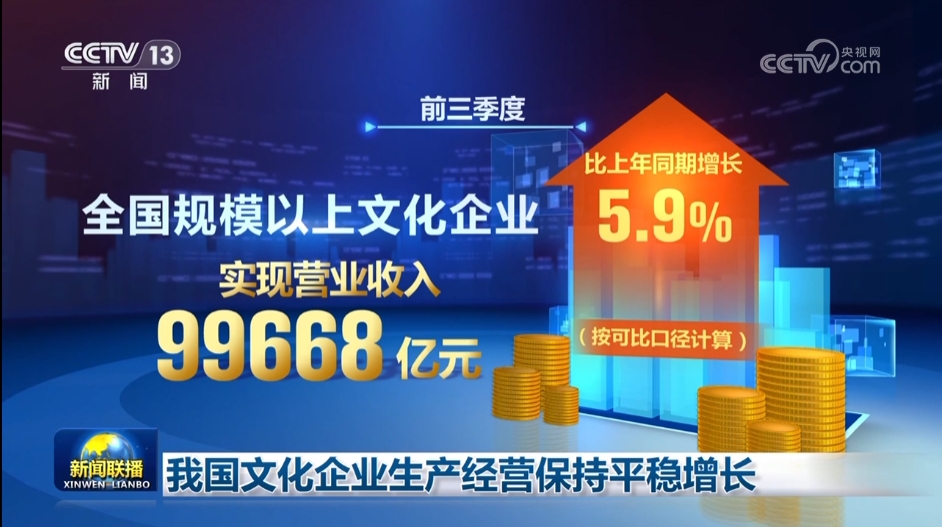 CCTV 13
新闻
央视网
CCTV.com
前三季度
比上年同期增长
5.9%
全国规模以上文化企业
实现营业收入
99668亿元
（按可比口径计算）
新闻联播
XINWEN LIANBO
我国文化企业生产经营保持平稳增长